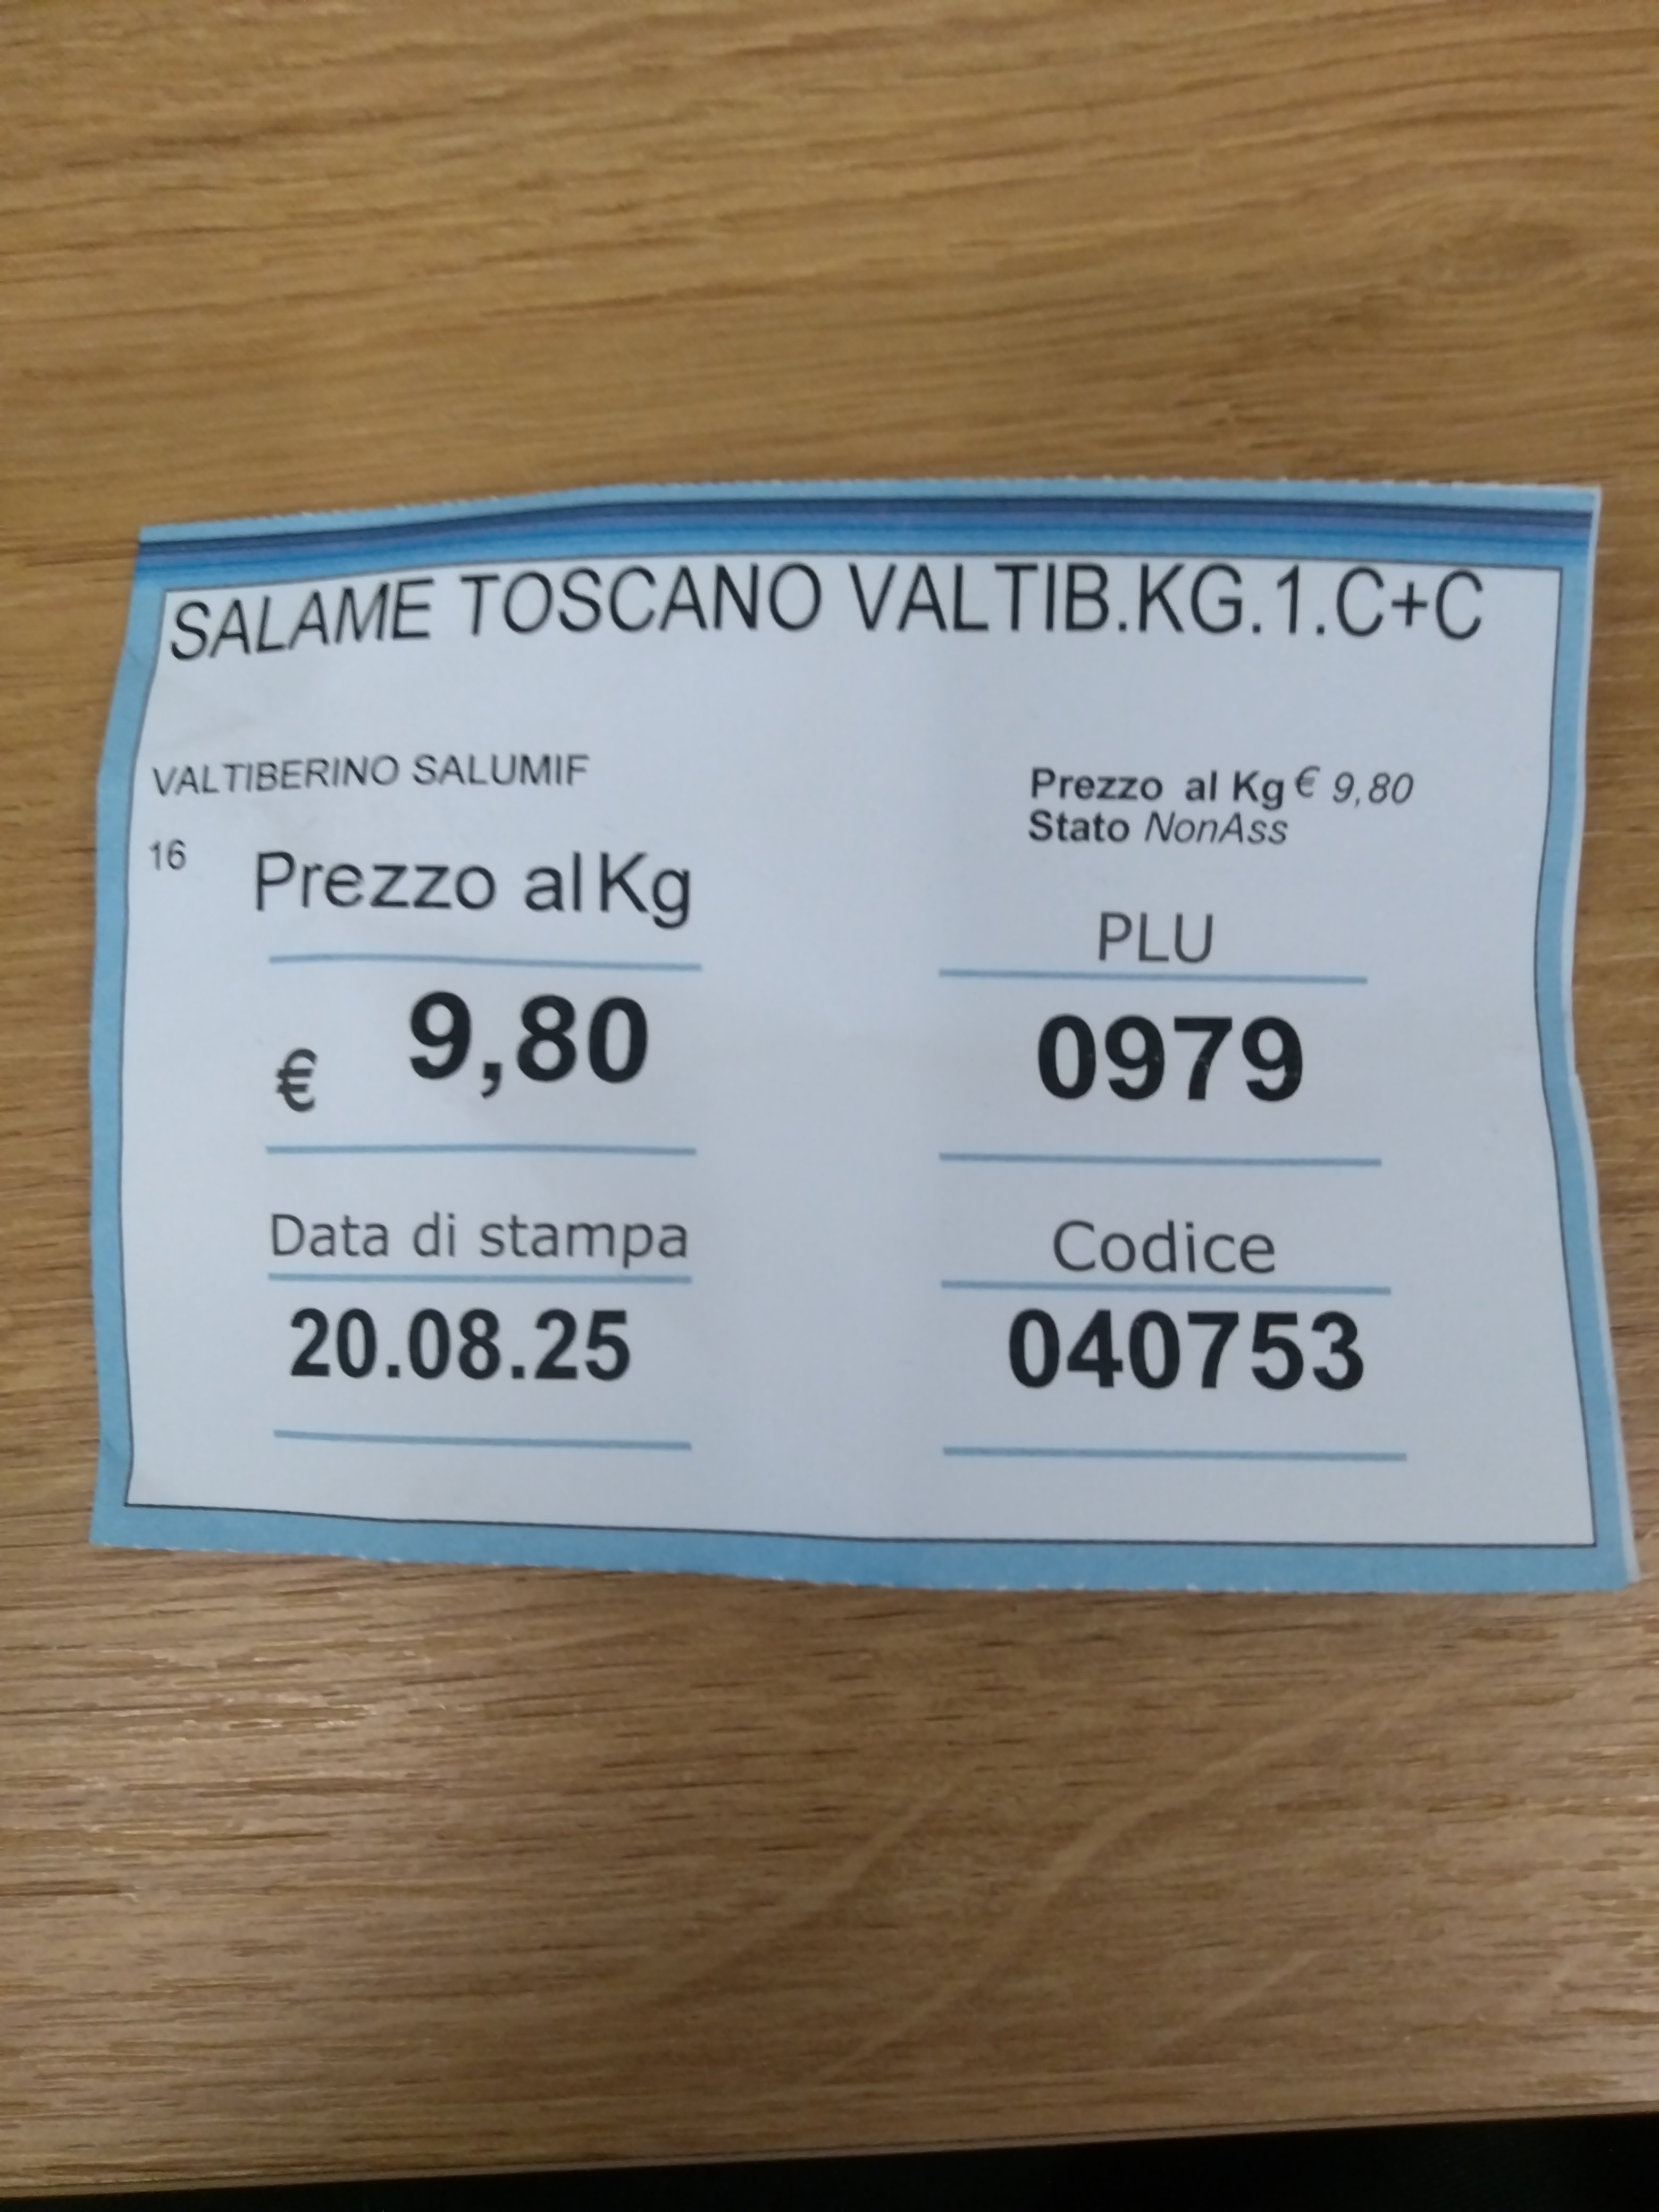 SALAME TOSCANO VALTIB.KG.1.C+C
VALTIBERINO SALUMIF
Prezzo al Kg € 9,80
Stato NonAss
16
Prezzo al Kg
€ 9,80
PLU
0979
Data di stampa
20.08.25
Codice
040753